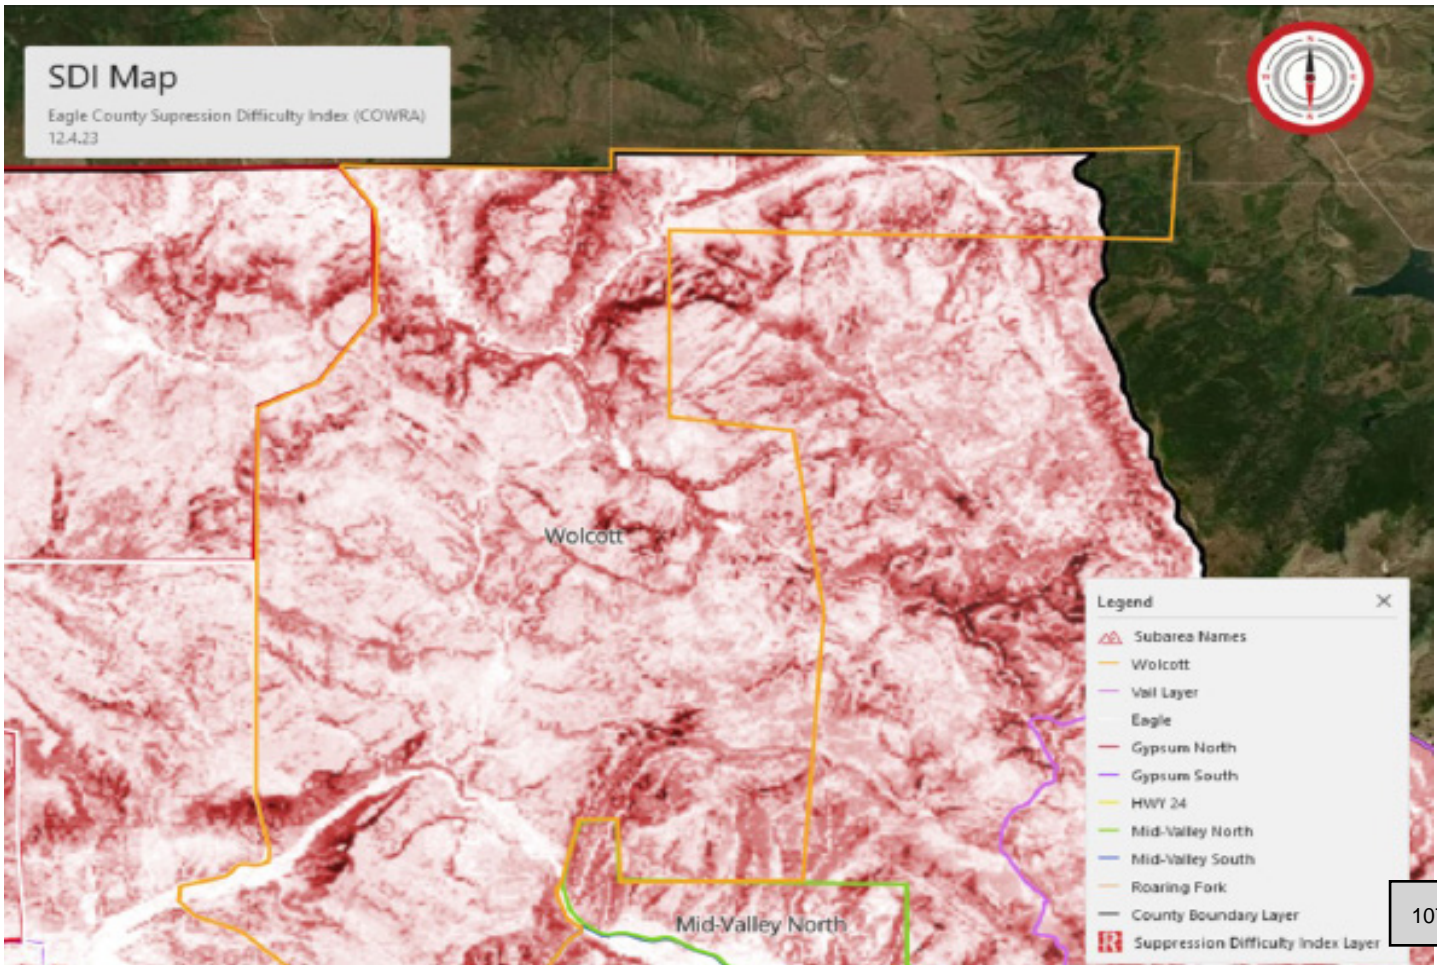 SDI Map
Eagle County Supression Difficulty Index (COWRA)
12.4.23
N
Wolcott
Mid-Valley North
Legend
Subarea Names
Wolcott
Vail Layer
Eagle
Gypsum North
Gypsum South
HWY 24
Mid-Valley North
Mid-Valley South
Roaring Fork
County Boundary Layer
R Suppression Difficulty Index Layer
107